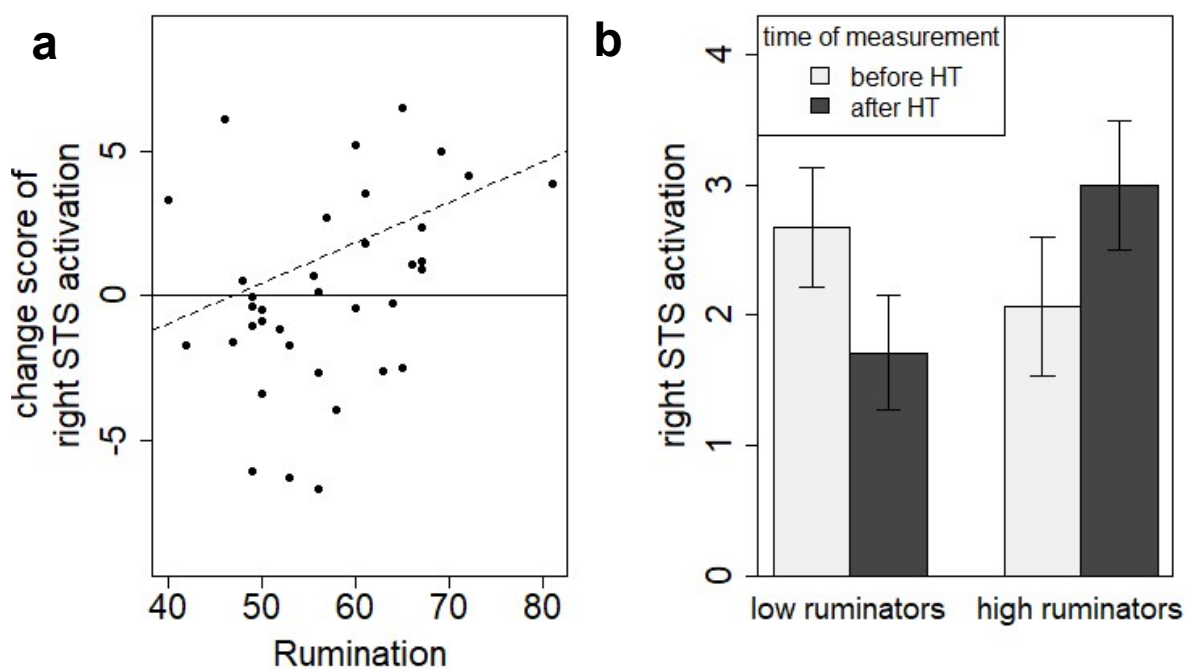 a
change score of
right STS activation
5
0
-5
40 50 60 70 80
Rumination
b
time of measurement
before HT
after HT
right STS activation
4
3
2
1
0
low ruminators high ruminators